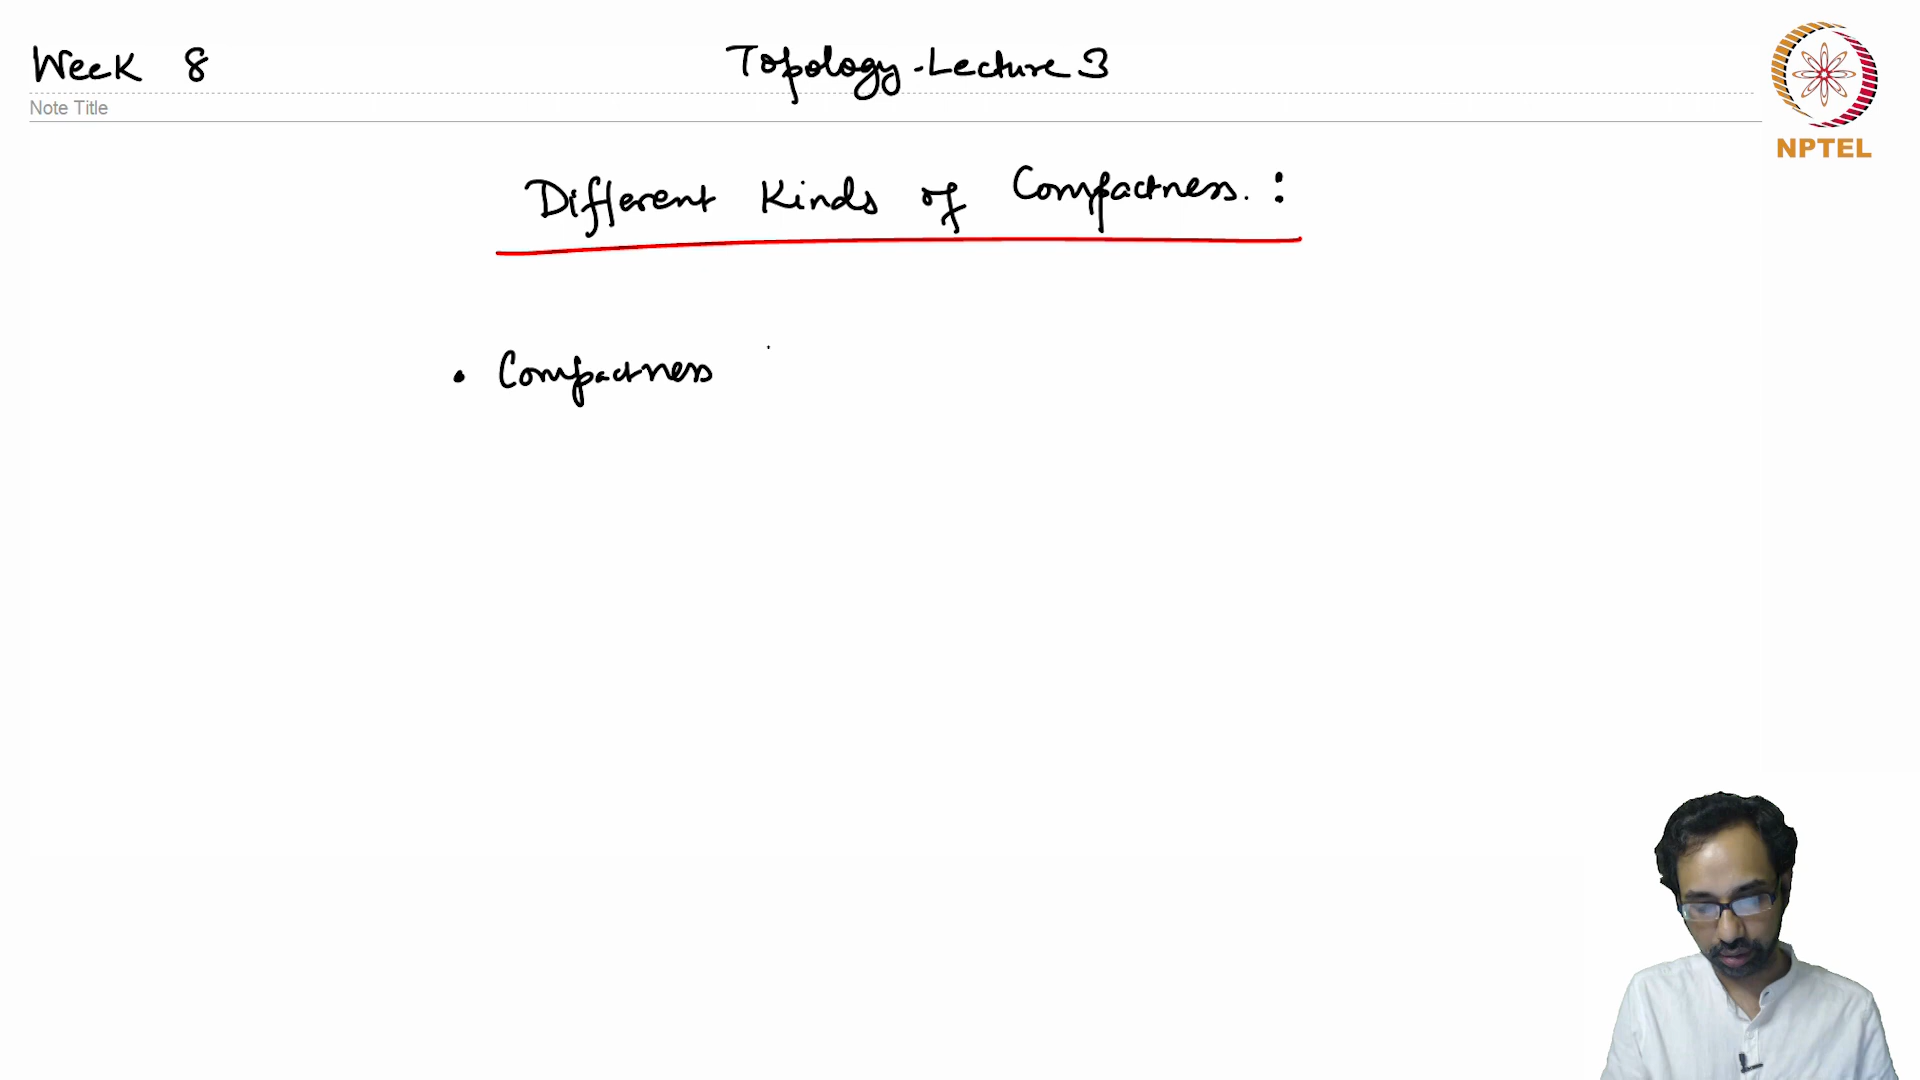 Week 8 Topology - Lecture 3
Note Title
NPTEL
Different Kinds of Compactness. :
• Compactness